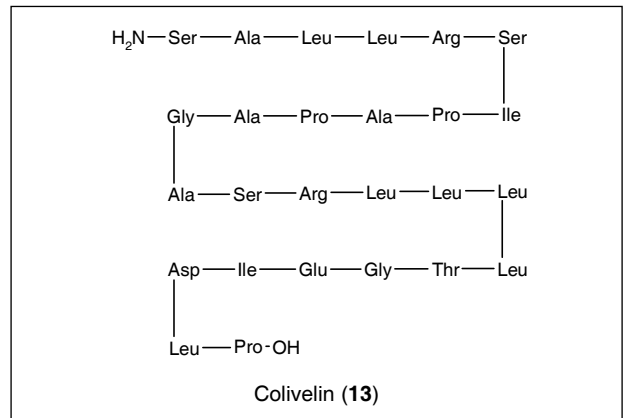 H₂N—Ser—Ala—Leu—Leu—Arg—Ser
Gly—Ala—Pro—Ala—Pro—Ile
Ala—Ser—Arg—Leu—Leu—Leu
Asp—Ile—Glu—Gly—Thr—Leu
Leu—Pro-OH
Colivelin (13)